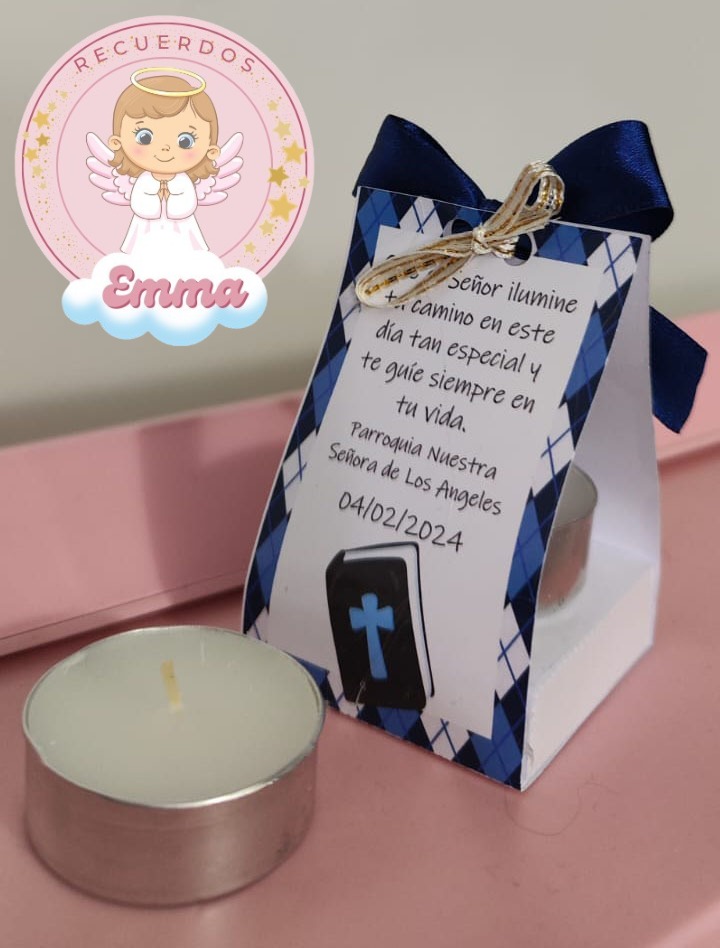 RECUERDOS
Emma
Señor ilumine
tu camino en este
día tan especial y
te guíe siempre en
tu vida.
Parroquia Nuestra
Señora de Los Angeles
04/02/2024